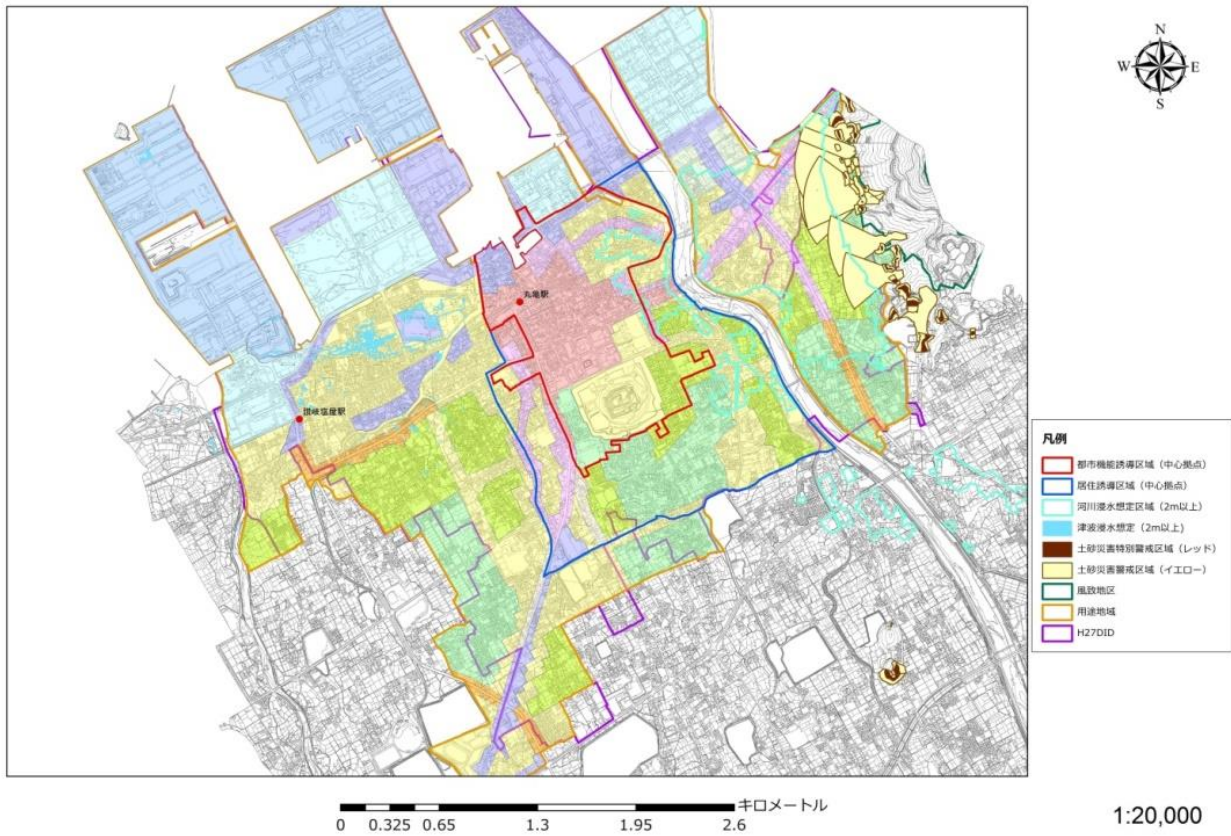 N
W
E
S
丸亀駅
讃岐塩屋駅
凡例
都市機能誘導区域（中心拠点）
居住誘導区域（中心拠点）
河川浸水想定区域（2m以上）
津波浸水想定（2m以上）
土砂災害特別警戒区域（レッド）
土砂災害警戒区域（イエロー）
風致地区
用途地域
H27DID
キロメートル
0 0.325 0.65 1.3 1.95 2.6
1:20,000